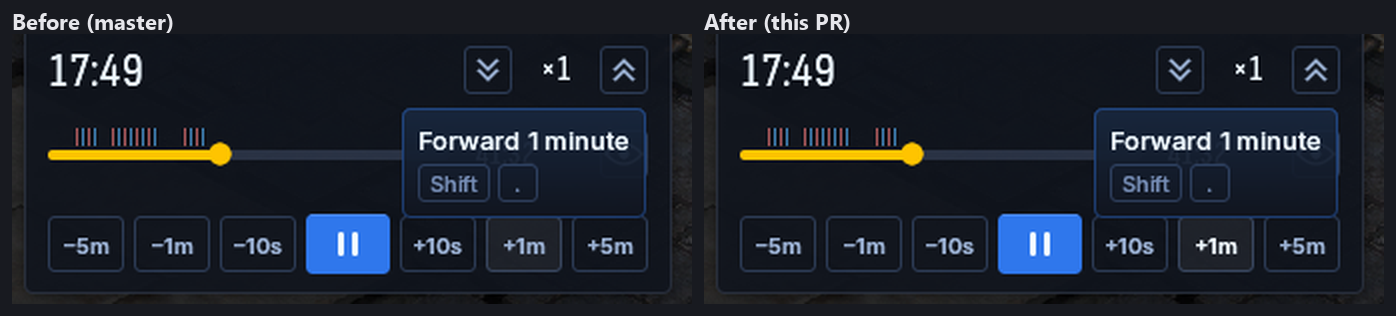 Before (master)
17:49
×1
Forward 1 minute
Shift .
−5m −1m −10s +10s +1m +5m
After (this PR)
17:49
×1
Forward 1 minute
Shift .
−5m −1m −10s +10s +1m +5m